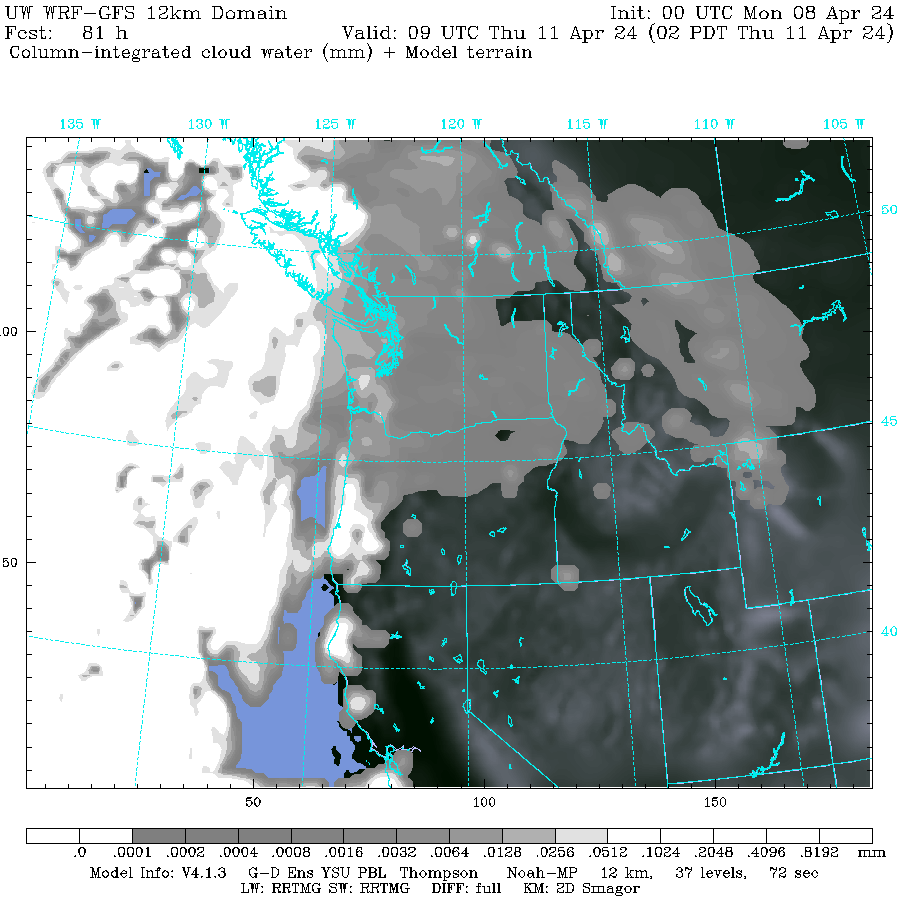 UW WRF-GFS 12km Domain Init: 00 UTC Mon 08 Apr 24
Fcst: 81 h Valid: 09 UTC Thu 11 Apr 24 (02 PDT Thu 11 Apr 24)
Column-integrated cloud water (mm) + Model terrain
135 W 130 W 125 W 120 W 115 W 110 W 105 W
50
00
45
50
40
50 100 150
.0 .0001 .0002 .0004 .0008 .0016 .0032 .0064 .0128 .0256 .0512 .1024 .2048 .4096 .8192 mm
Model Info: V4.1.3 G-D Ens YSU PBL Thompson Noah-MP 12 km, 37 levels, 72 sec
LW: RRTMG SW: RRTMG DIFF: full KM: 2D Smagor